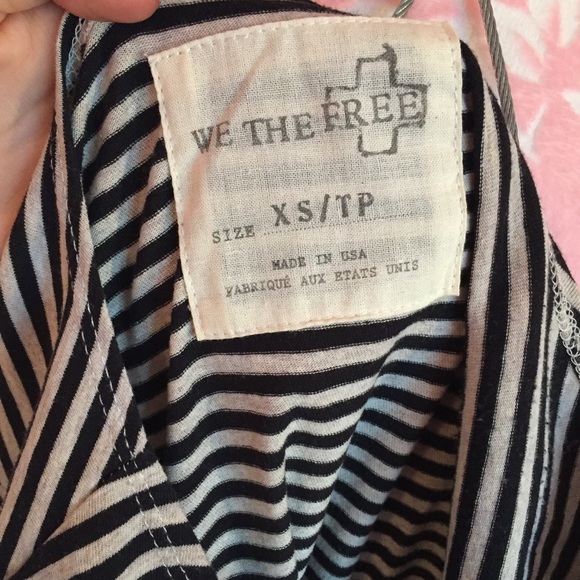 WE THE FREE
SIZE XS/TP
MADE IN USA
FABRIQUÉ AUX ETATS UNIS